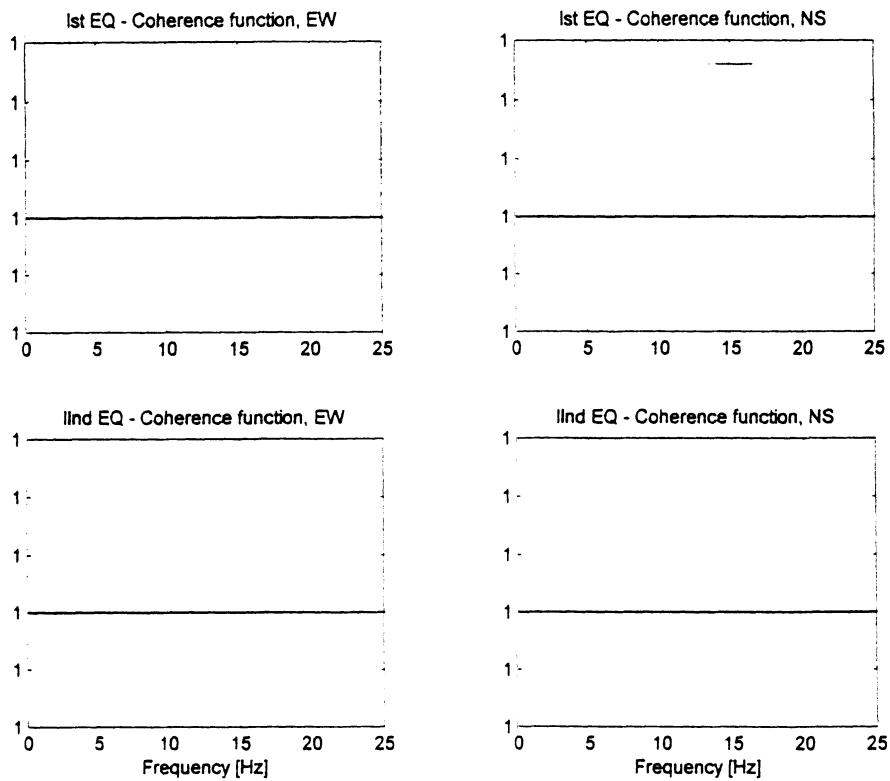 Ist EQ - Coherence function, EW
1
1
1
1
1
1
0 5 10 15 20 25
Ist EQ - Coherence function, NS
1
1
1
1
1
1
0 5 10 15 20 25
IInd EQ - Coherence function, EW
1
1
1
1
1
1
0 5 10 15 20 25
Frequency [Hz]
IInd EQ - Coherence function, NS
1
1
1
1
1
1
0 5 10 15 20 25
Frequency [Hz]